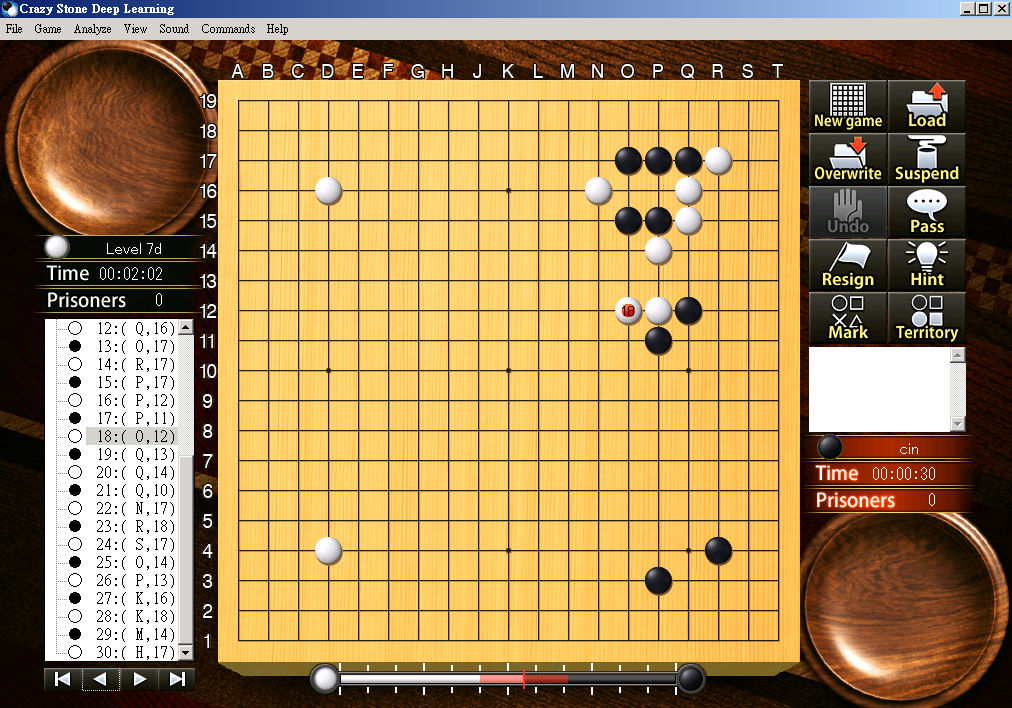 Crazy Stone Deep Learning
File Game Analyze View Sound Commands Help
A B C D E F G H J K L M N O P Q R S T
19
18
17
16
15
14
13
12
11
10
9
8
7
6
5
4
3
2
1
18
Level 7d
Time 00:02:02
Prisoners 0
12:( Q,16)
13:( O,17)
14:( R,17)
15:( P,17)
16:( P,12)
17:( P,11)
18:( O,12)
19:( Q,13)
20:( Q,14)
21:( Q,10)
22:( N,17)
23:( R,18)
24:( S,17)
25:( O,14)
26:( P,13)
27:( K,16)
28:( K,18)
29:( M,14)
30:( H,17)
New game Load
Overwrite Suspend
Undo Pass
Resign Hint
Mark Territory
cin
Time 00:00:30
Prisoners 0